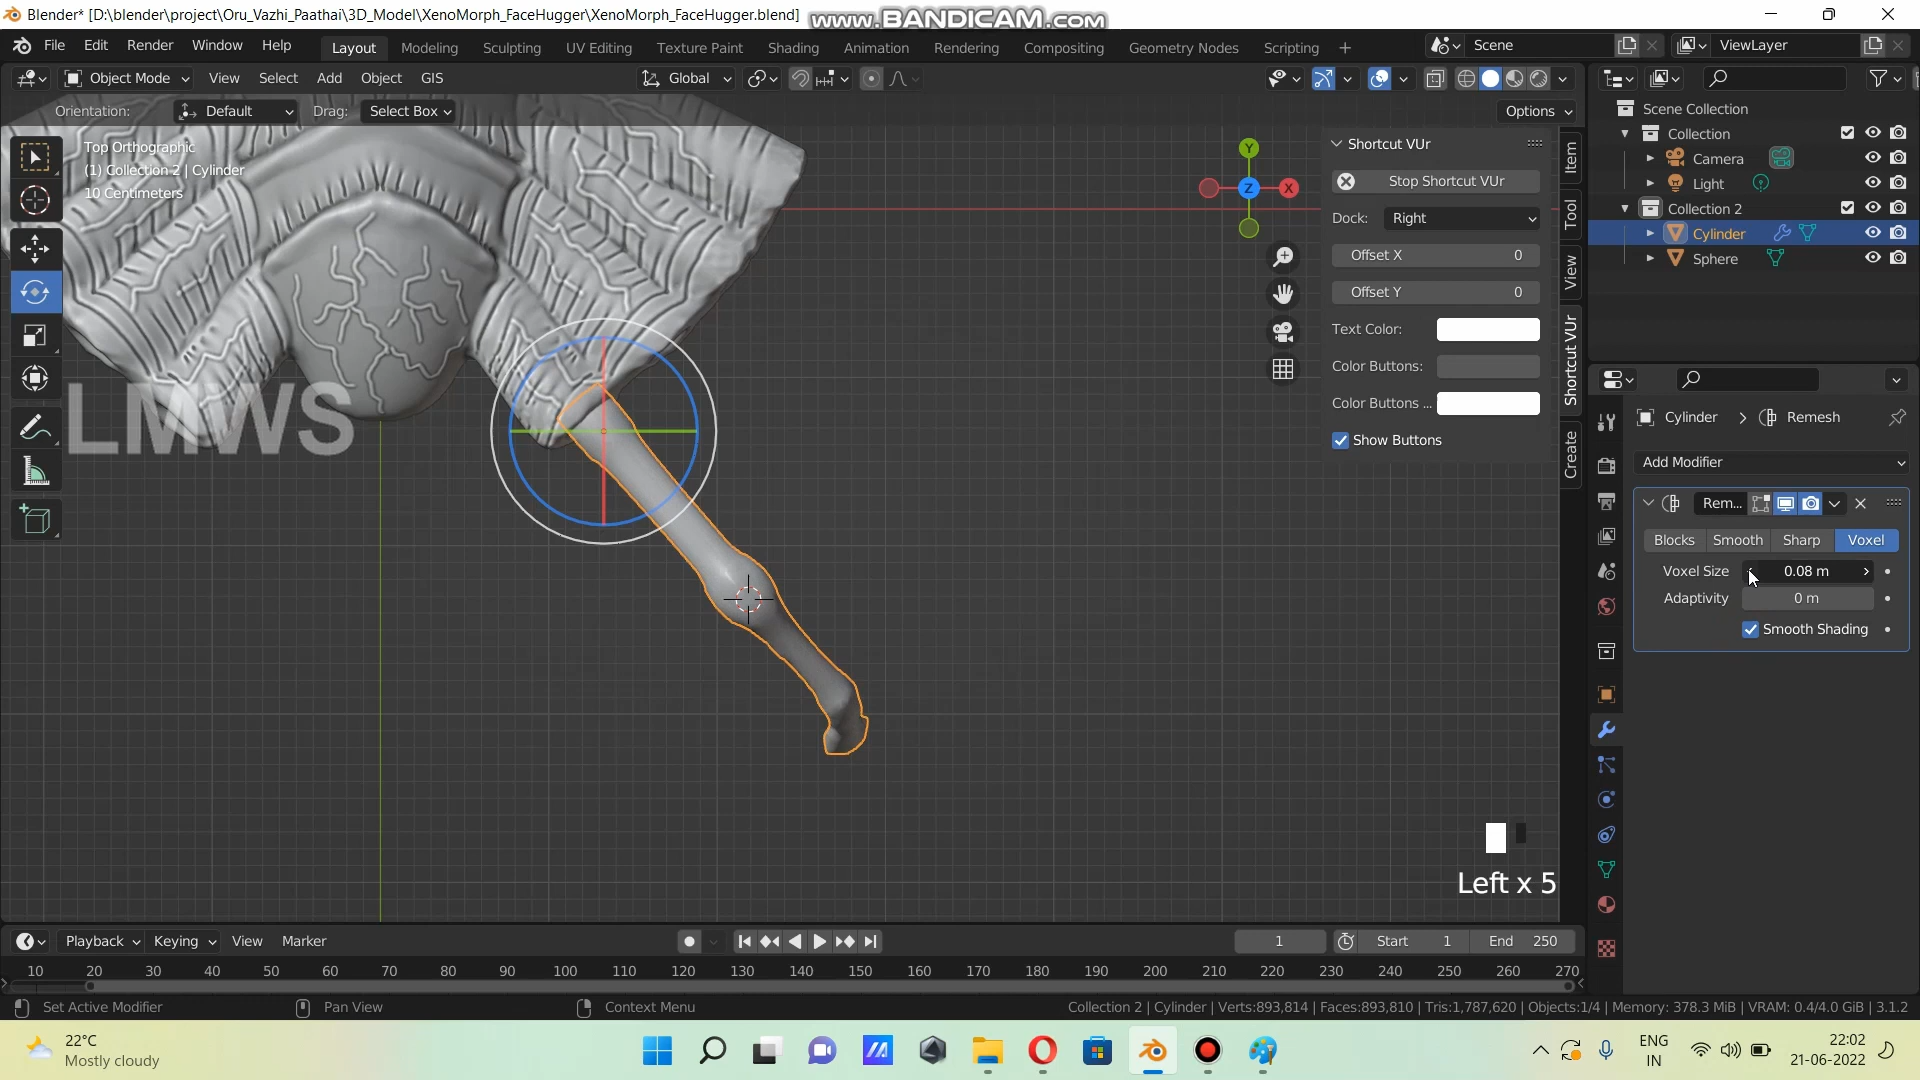 Blender* [D:\blender\project\Oru_Vazhi_Paathai\3D_Model\XenoMorph_FaceHugger\XenoMorph_FaceHugger.blend]
www.BANDICAM.com
File Edit Render Window Help
Layout Modeling Sculpting UV Editing Texture Paint Shading Animation Rendering Compositing Geometry Nodes Scripting +
Scene
ViewLayer
Object Mode View Select Add Object GIS
Global
Orientation: Default Drag: Select Box
Options
Top Orthographic
(1) Collection 2 | Cylinder
10 Centimeters
LMWS
Y
Z X
Shortcut VUr
Stop Shortcut VUr
Dock: Right
Offset X 0
Offset Y 0
Text Color:
Color Buttons:
Color Buttons ...
Show Buttons
Item
Tool
View
Shortcut VUr
Create
Scene Collection
Collection
Camera
Light
Collection 2
Cylinder
Sphere
Cylinder > Remesh
Add Modifier
Rem...
Blocks Smooth Sharp Voxel
Voxel Size 0.08 m
Adaptivity 0 m
Smooth Shading
Left x 5
Playback Keying View Marker
1
Start 1 End 250
10 20 30 40 50 60 70 80 90 100 110 120 130 140 150 160 170 180 190 200 210 220 230 240 250 260 270
Set Active Modifier Pan View Context Menu
Collection 2 | Cylinder | Verts:893,814 | Faces:893,810 | Tris:1,787,620 | Objects:1/4 | Memory: 378.3 MiB | VRAM: 0.4/4.0 GiB | 3.1.2
22°C
Mostly cloudy
ENG
IN
22:02
21-06-2022